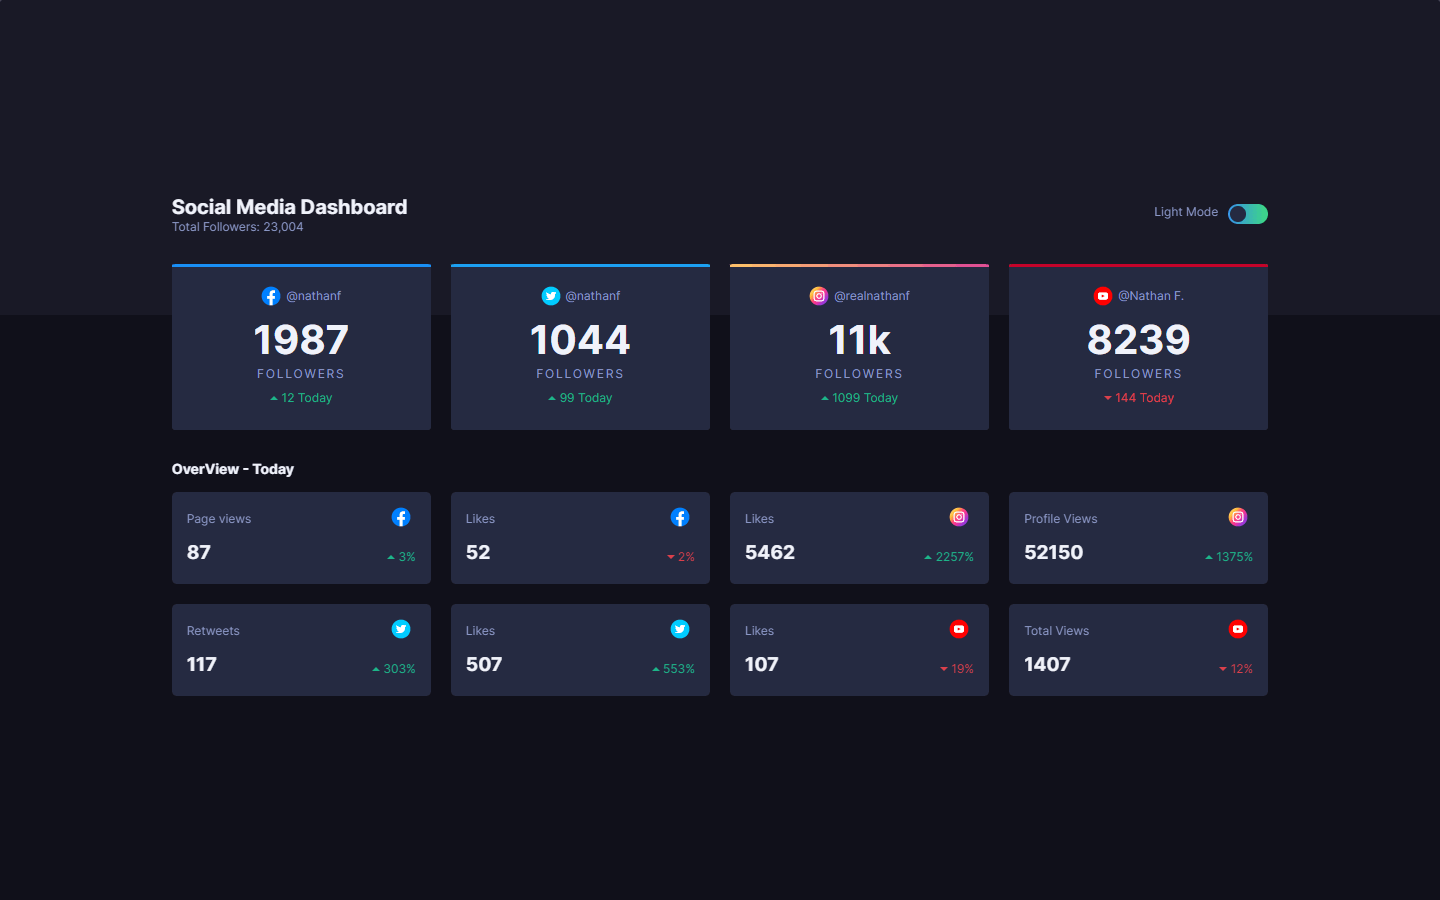 Social Media Dashboard
Total Followers: 23,004
Light Mode
@nathanf
1987
FOLLOWERS
12 Today
@nathanf
1044
FOLLOWERS
99 Today
@realnathanf
11k
FOLLOWERS
1099 Today
@Nathan F.
8239
FOLLOWERS
144 Today
OverView - Today
Page views
87
3%
Likes
52
2%
Likes
5462
2257%
Profile Views
52150
1375%
Retweets
117
303%
Likes
507
553%
Likes
107
19%
Total Views
1407
12%